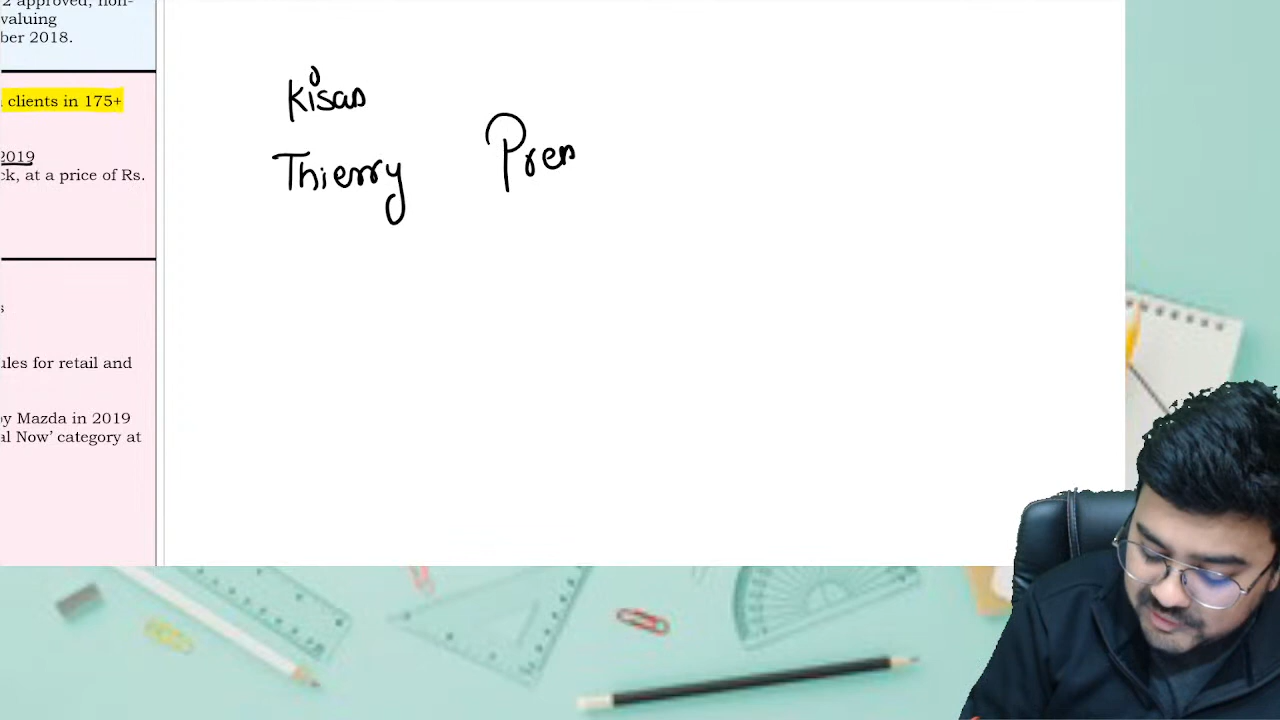 2 approved, non-
valuing
ber 2018.
clients in 175+
2019
ck, at a price of Rs.
s
ules for retail and
by Mazda in 2019
al Now' category at
Kisan
Thierry Pren